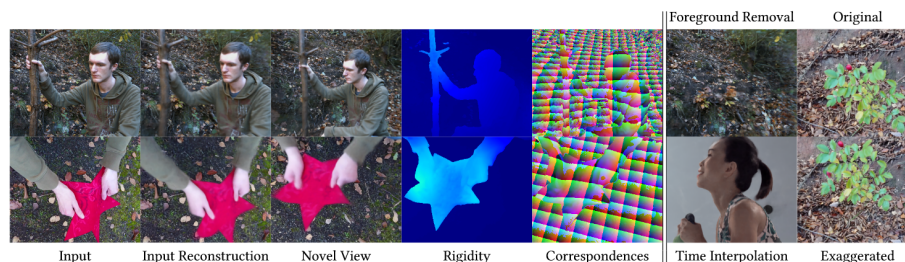 Foreground Removal
Original
Input
Input Reconstruction
Novel View
Rigidity
Correspondences
Time Interpolation
Exaggerated